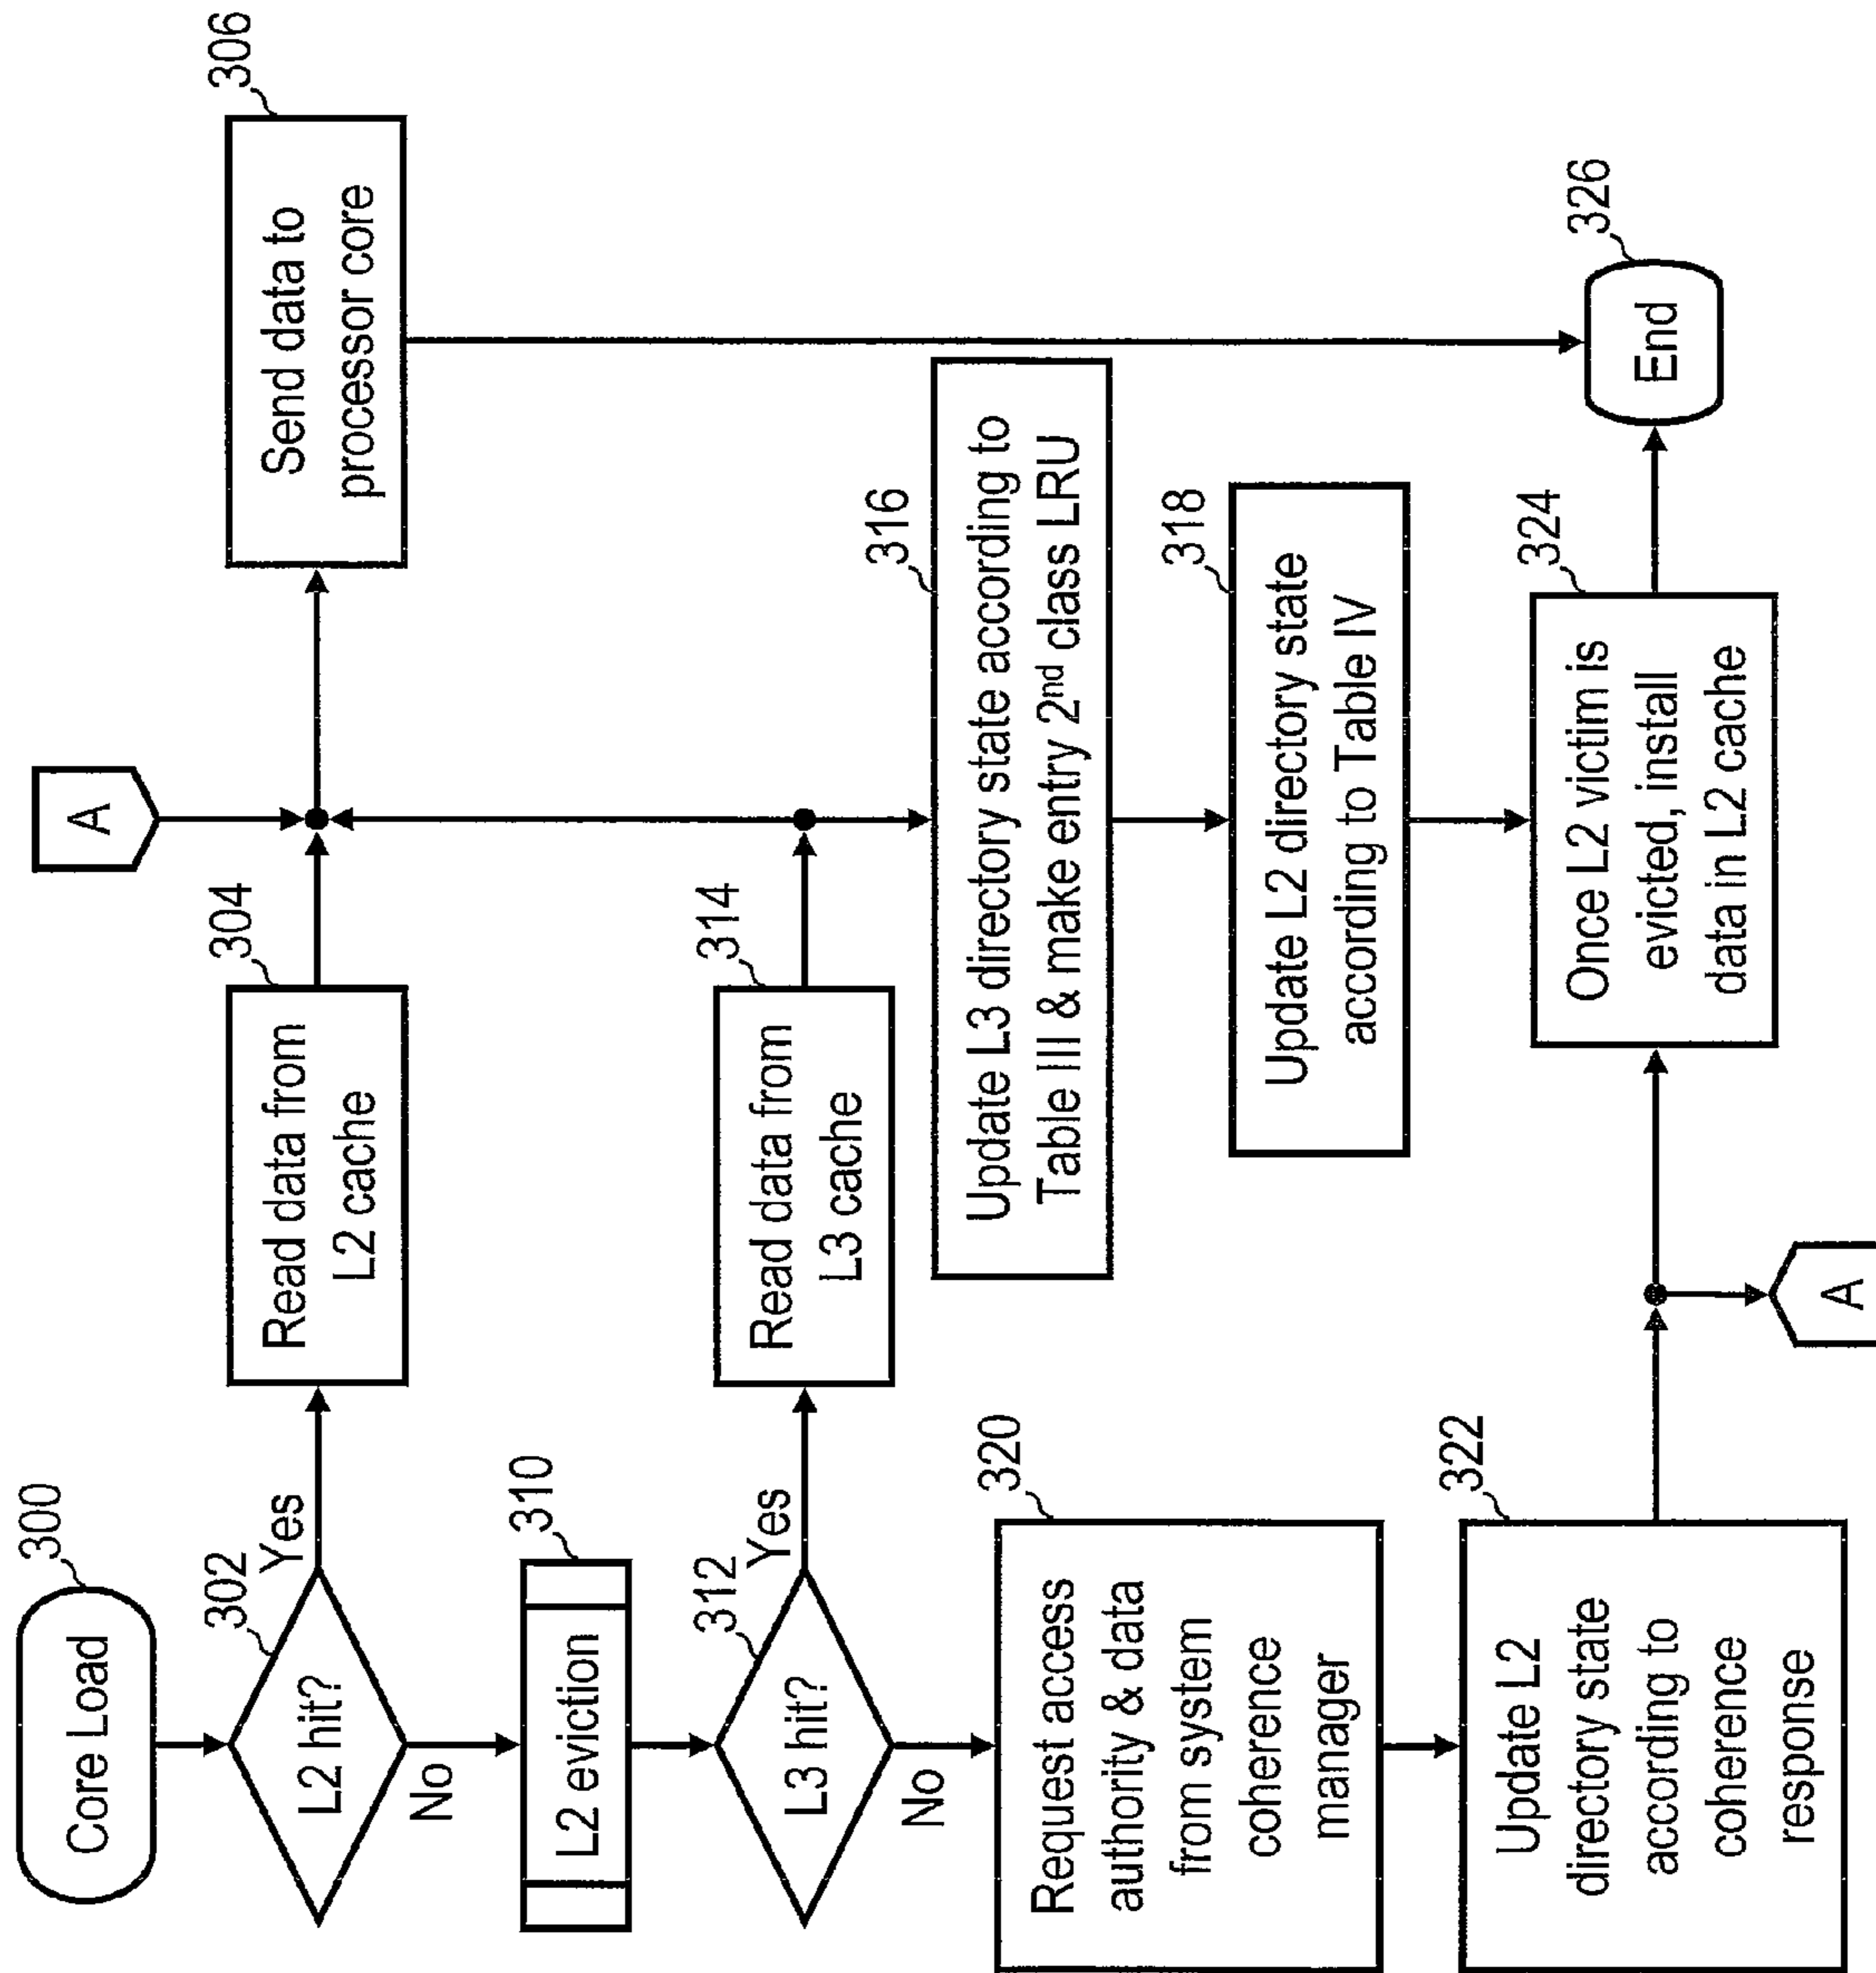 300
Core Load
302
L2 hit?
Yes
No
304
Read data from
L2 cache
A
306
Send data to
processor core
310
L2 eviction
312
L3 hit?
Yes
No
314
Read data from
L3 cache
316
Update L3 directory state according to
Table III & make entry 2nd class LRU
318
Update L2 directory state
according to Table IV
320
Request access
authority & data
from system
coherence
manager
322
Update L2
directory state
according to
coherence
response
A
324
Once L2 victim is
evicted, install
data in L2 cache
326
End